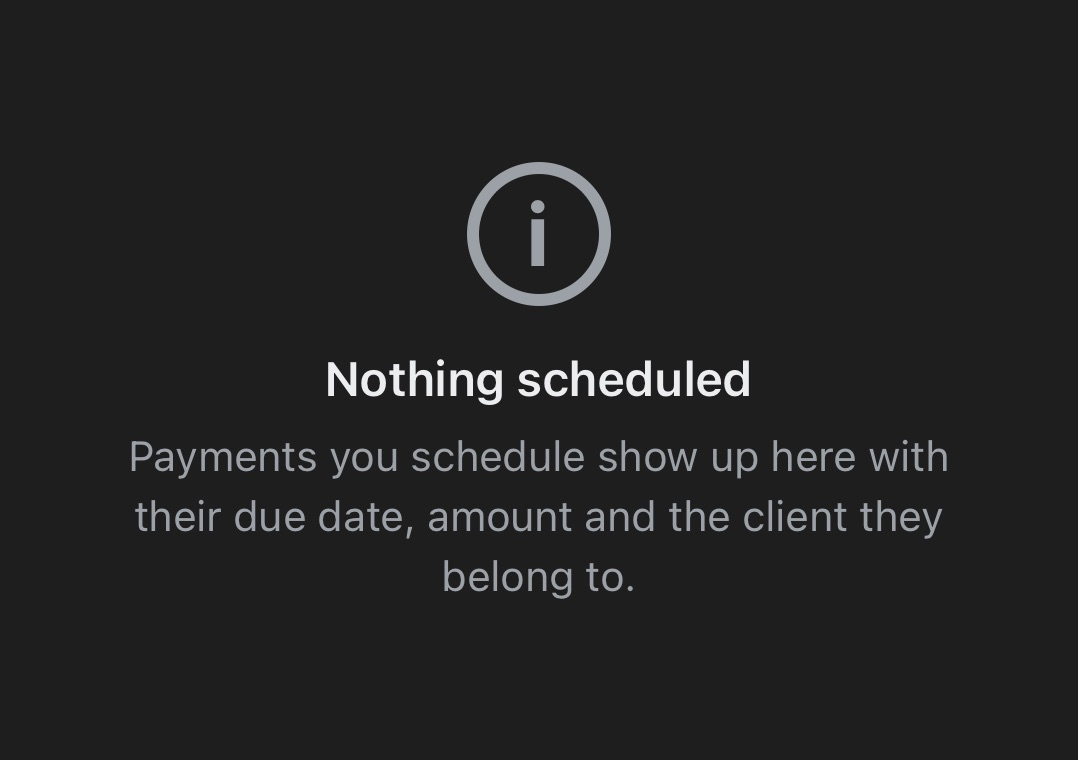 Nothing scheduled
Payments you schedule show up here with
their due date, amount and the client they
belong to.